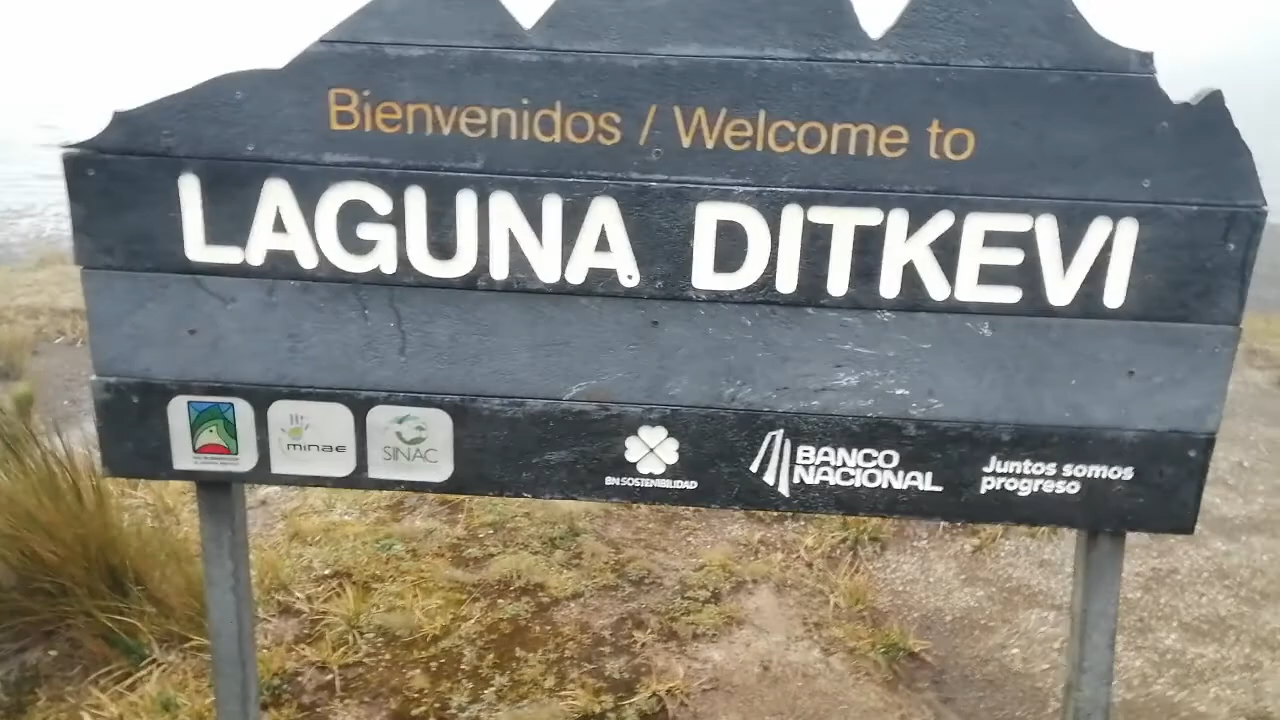 Bienvenidos / Welcome to
LAGUNA DITKEVI
minae
SINAC
BN SOSTENIBILIDAD
BANCO
NACIONAL
Juntos somos
progreso